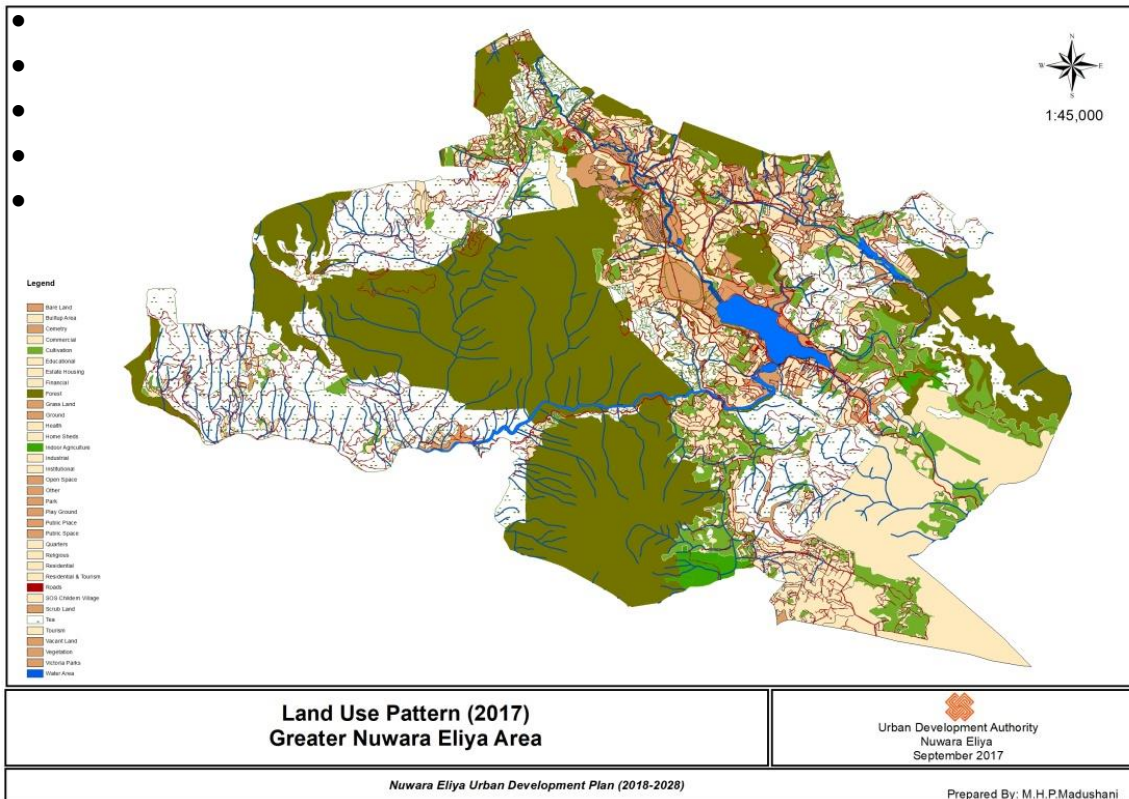 N
W
E
S
1:45,000
Legend
Bare Land
Builtup Area
Cemetry
Commercial
Cultivation
Educational
Estate Housing
Financial
Forest
Grass Land
Ground
Health
Home Sheds
Indoor Agriculture
Industrial
Institutional
Open Space
Other
Park
Play Ground
Public Place
Public Space
Quarters
Religious
Residential
Residential & Tourism
Roads
SOS Childern Village
Scrub Land
Tea
Tourism
Vacant Land
Vegetation
Victoria Parks
Water Area
Land Use Pattern (2017)
Greater Nuwara Eliya Area
Urban Development Authority
Nuwara Eliya
September 2017
Nuwara Eliya Urban Development Plan (2018-2028)
Prepared By: M.H.P.Madushani